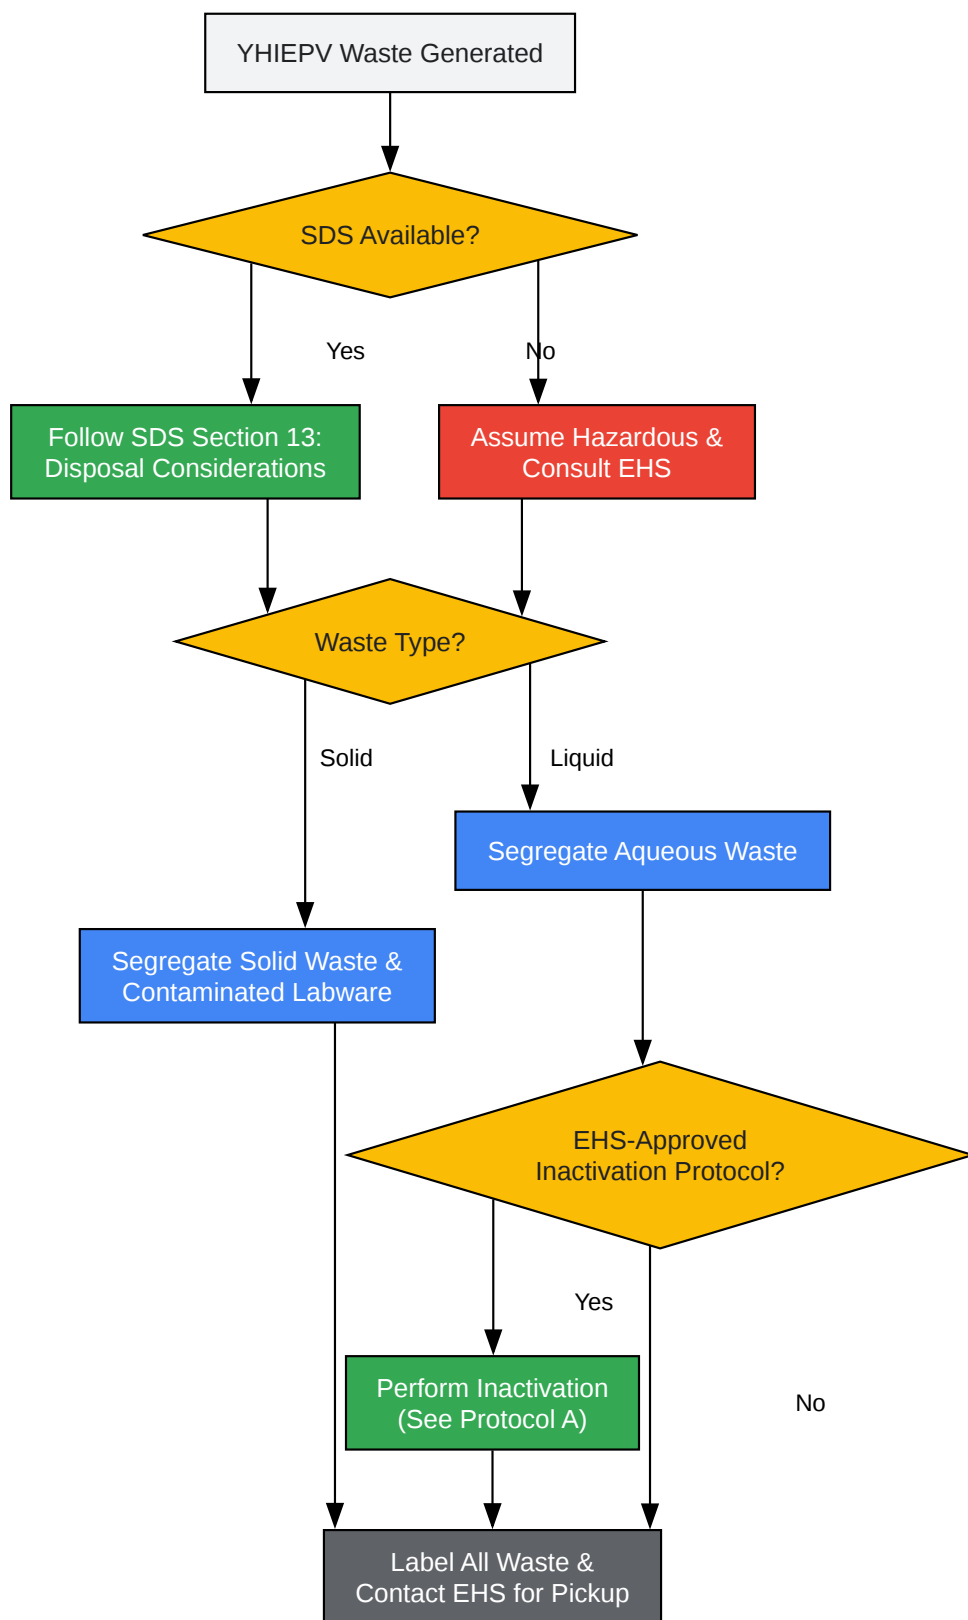 YHIEPV Waste Generated
SDS Available?
Yes
No
Follow SDS Section 13:
Disposal Considerations
Assume Hazardous &
Consult EHS
Waste Type?
Solid
Liquid
Segregate Aqueous Waste
Segregate Solid Waste &
Contaminated Labware
EHS-Approved
Inactivation Protocol?
Yes
Perform Inactivation
(See Protocol A)
No
Label All Waste &
Contact EHS for Pickup